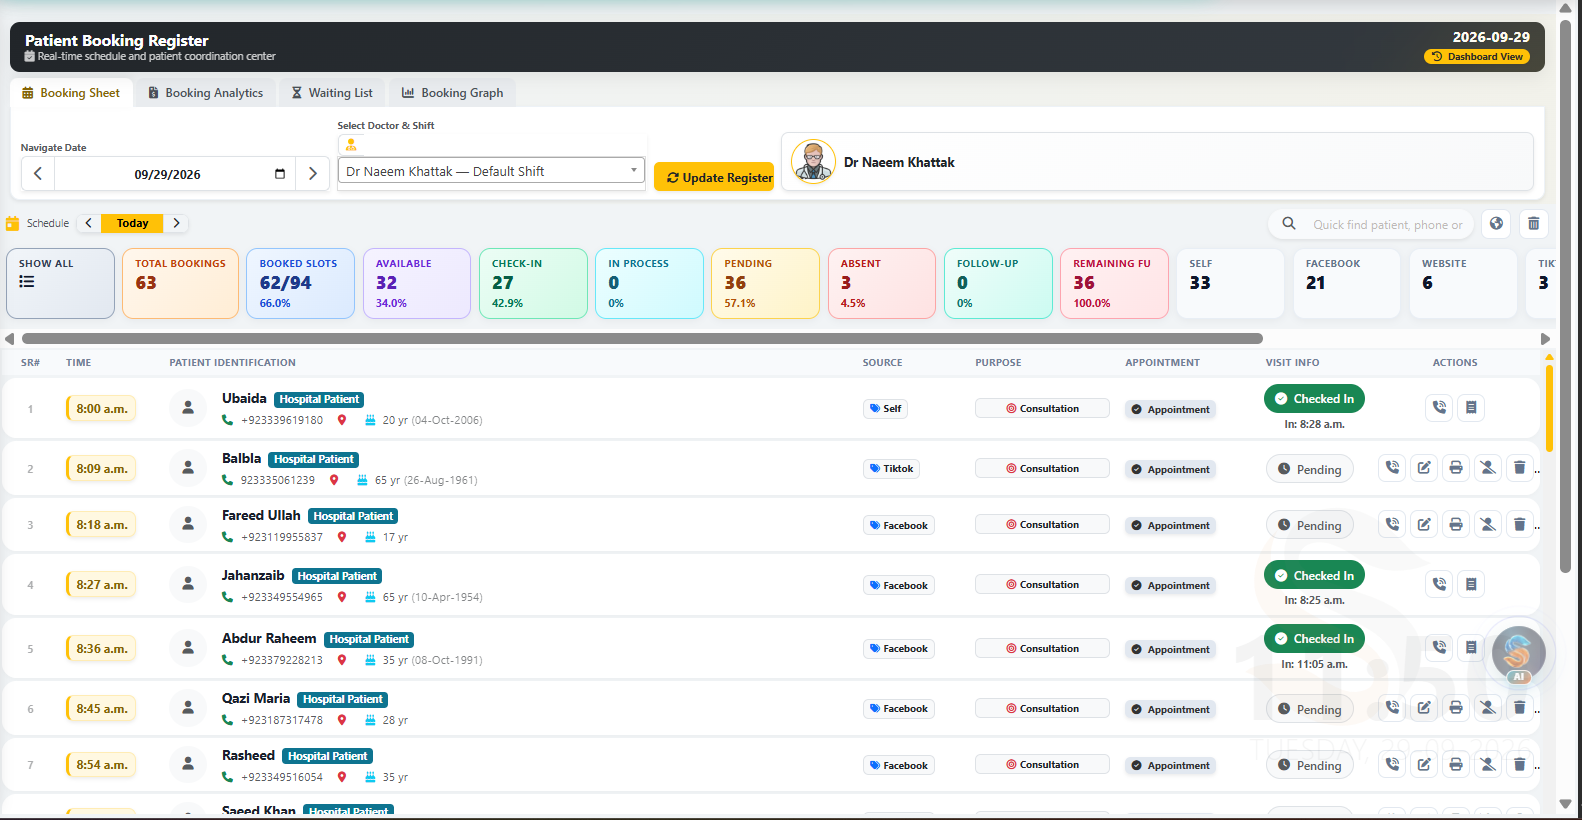 Patient Booking Register
Real-time schedule and patient coordination center
2026-09-29
Dashboard View
Booking Sheet
Booking Analytics
Waiting List
Booking Graph
Navigate Date
09/29/2026
Select Doctor & Shift
Dr Naeem Khattak — Default Shift
Update Register
Dr Naeem Khattak
Schedule
Today
Quick find patient, phone or
SHOW ALL
TOTAL BOOKINGS
63
BOOKED SLOTS
62/94
66.0%
AVAILABLE
32
34.0%
CHECK-IN
27
42.9%
IN PROCESS
0
0%
PENDING
36
57.1%
ABSENT
3
4.5%
FOLLOW-UP
0
0%
REMAINING FU
36
100.0%
SELF
33
FACEBOOK
21
WEBSITE
6
TIK
3
SR# TIME PATIENT IDENTIFICATION SOURCE PURPOSE APPOINTMENT VISIT INFO ACTIONS
1 8:00 a.m. Ubaida Hospital Patient Self Consultation Appointment Checked In
+923339619180 20 yr (04-Oct-2006) In: 8:28 a.m.
2 8:09 a.m. Balbla Hospital Patient Tiktok Consultation Appointment Pending ..
923335061239 65 yr (26-Aug-1961)
3 8:18 a.m. Fareed Ullah Hospital Patient Facebook Consultation Appointment Pending ..
+923119955837 17 yr
4 8:27 a.m. Jahanzaib Hospital Patient Facebook Consultation Appointment Checked In
+923349554965 65 yr (10-Apr-1954) In: 8:25 a.m.
5 8:36 a.m. Abdur Raheem Hospital Patient Facebook Consultation Appointment Checked In
+923379228213 35 yr (08-Oct-1991) In: 11:05 a.m.
AI
6 8:45 a.m. Qazi Maria Hospital Patient Facebook Consultation Appointment Pending ..
+923187317478 28 yr
TUESDAY, 29-09-2026
7 8:54 a.m. Rasheed Hospital Patient Facebook Consultation Appointment Pending ..
+923349516054 35 yr
Saeed Khan Hospital Patient